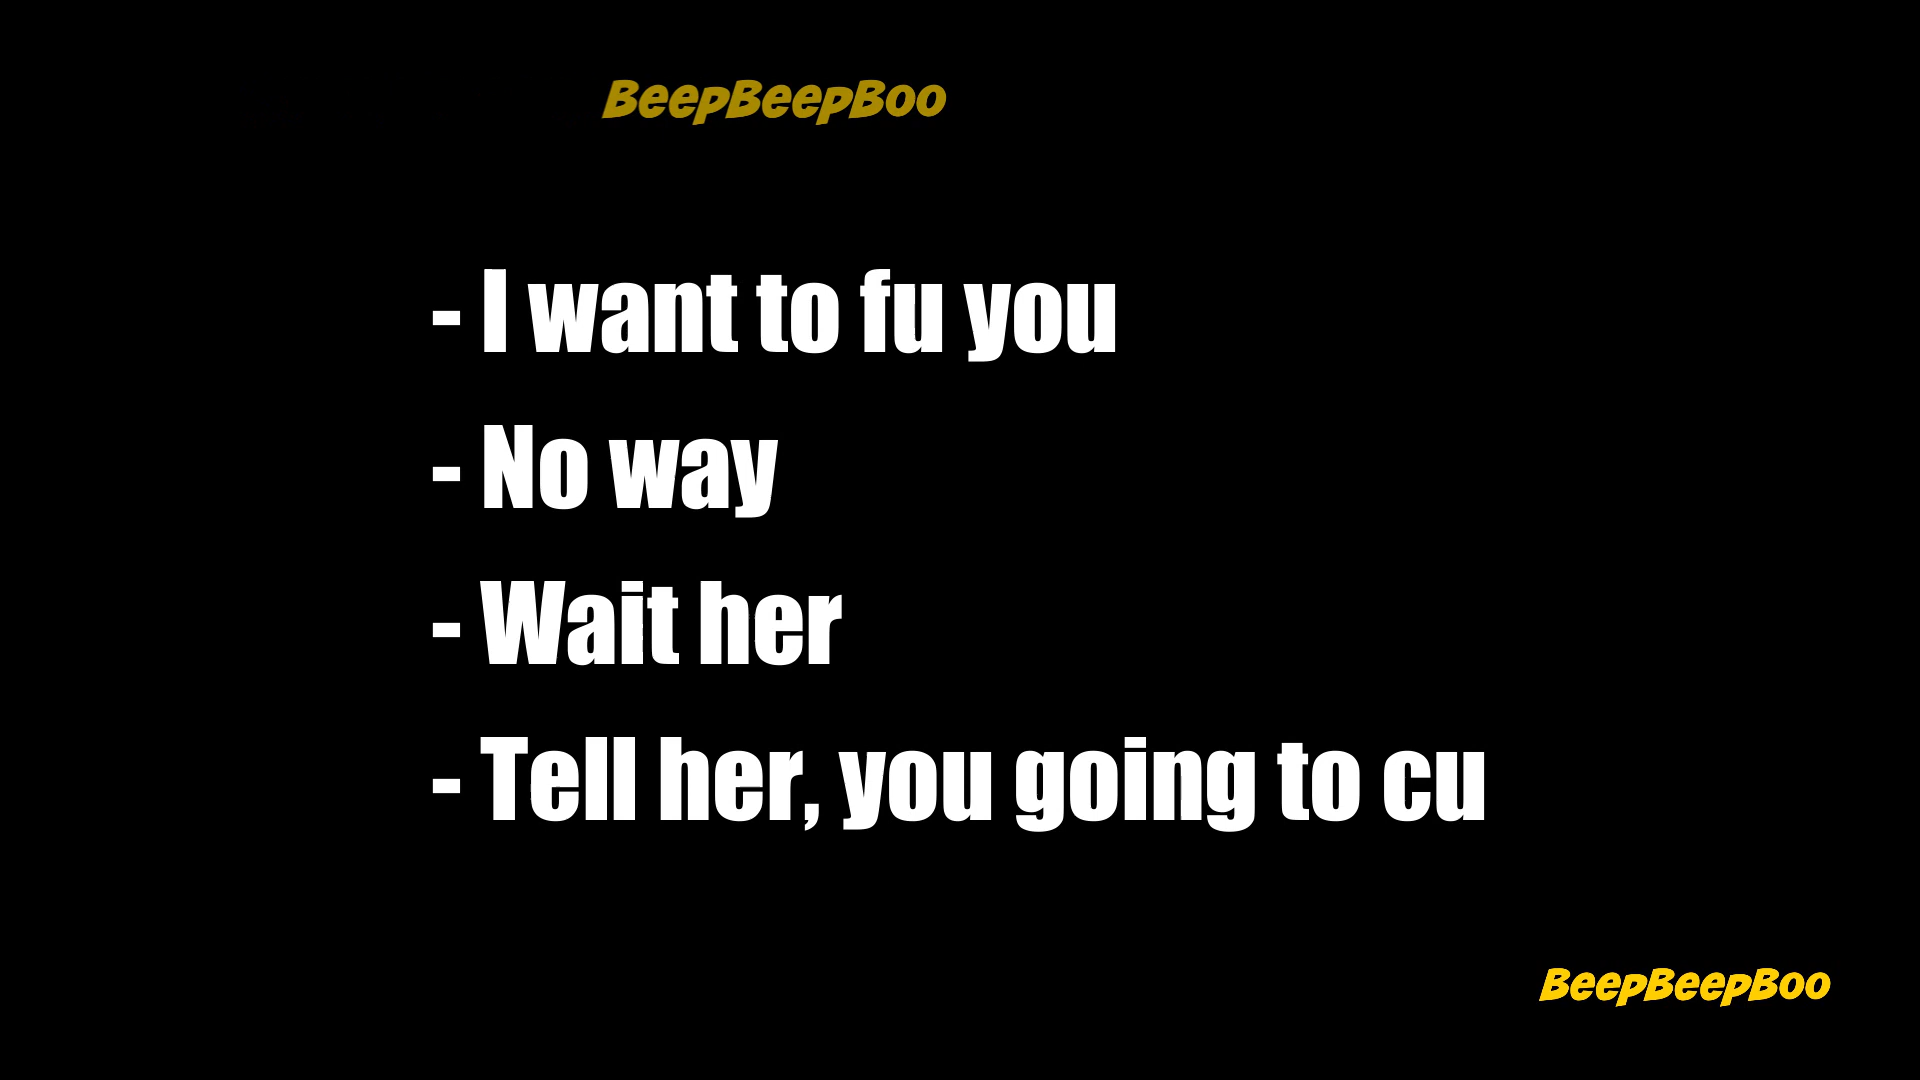 BeepBeepBoo
- I want to fu you
- No way
- Wait her
- Tell her, you going to cu
BeepBeepBoo